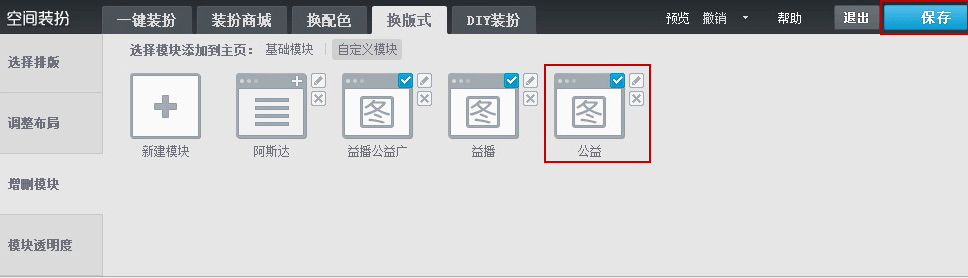 空间装扮 一键装扮 装扮商城 换配色 换版式 DIY装扮 预览 撤销 帮助 退出 保存
选择排版
调整布局
增删模块
模块透明度
选择模块添加到主页： 基础模块 自定义模块
图 图 图
新建模块 阿斯达 益播公益广 益播 公益